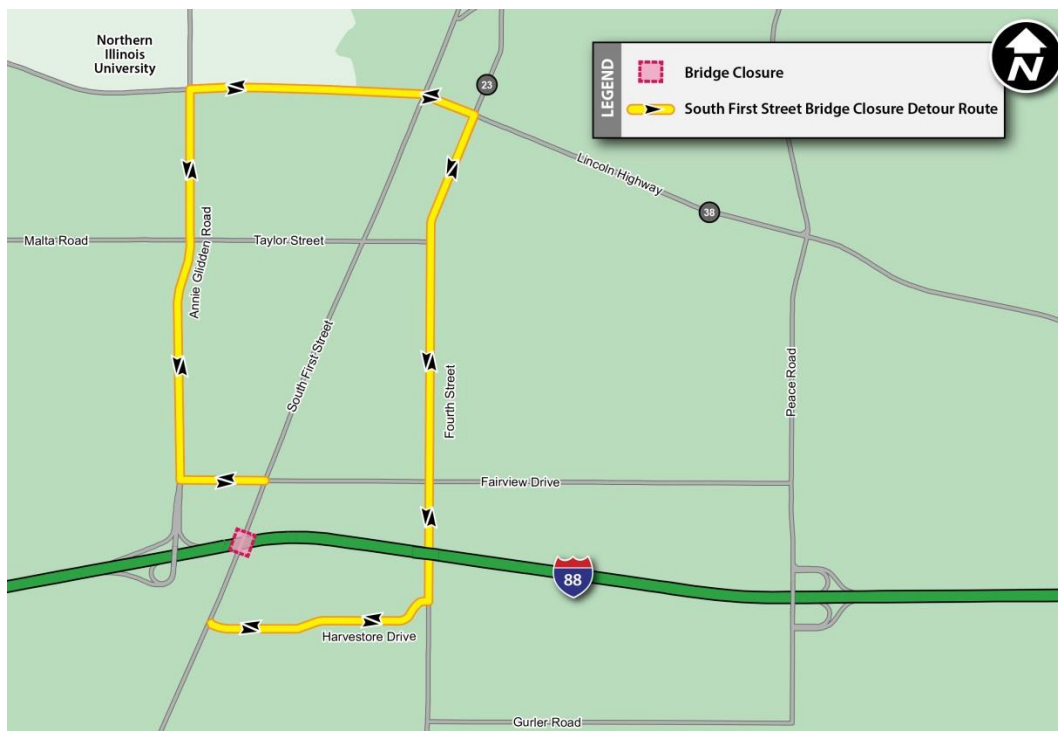 Northern
Illinois
University
LEGEND
Bridge Closure
South First Street Bridge Closure Detour Route
N
23
Lincoln Highway
38
Malta Road
Taylor Street
Annie Glidden Road
South First Street
Fourth Street
Peace Road
Fairview Drive
88
Harvestore Drive
Gurler Road